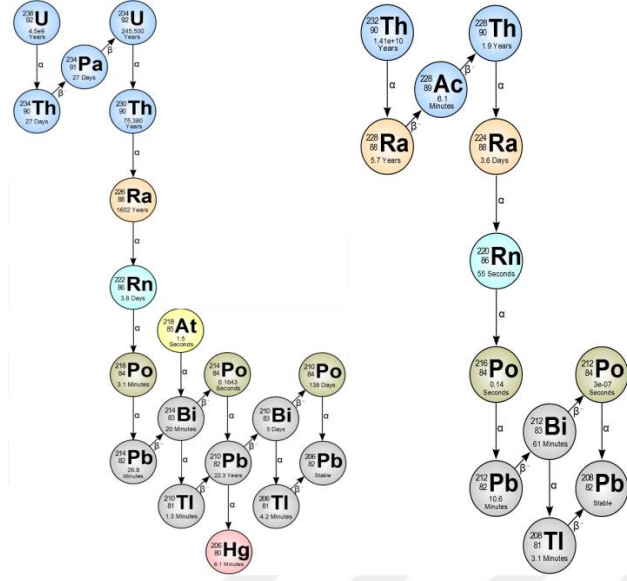 238 92 U 4.5e9 Years
234 92 U 245,500 Years
α
β⁻
234 91 Pa 27 Days
α
β⁻
234 90 Th 27 Days
230 90 Th 75,380 Years
α
226 88 Ra 1602 Years
α
222 86 Rn 3.8 Days
α
218 85 At 1.5 Seconds
218 84 Po 3.1 Minutes
214 84 Po 0.1643 Seconds
210 84 Po 138 Days
α
β⁻
β⁻
214 83 Bi 20 Minutes
210 83 Bi 5 Days
α
α
α
β⁻
β⁻
214 82 Pb 26.8 Minutes
210 82 Pb 22.3 Years
206 82 Pb Stable
α
α
β⁻
β⁻
210 81 Tl 1.3 Minutes
206 81 Tl 4.2 Minutes
α
206 80 Hg 8.1 Minutes
232 90 Th 1.41e+10 Years
228 90 Th 1.9 Years
α
β⁻
228 89 Ac 6.1 Minutes
α
β⁻
228 88 Ra 5.7 Years
224 88 Ra 3.6 Days
α
220 86 Rn 55 Seconds
α
216 84 Po 0.14 Seconds
212 84 Po 3e-07 Seconds
α
β⁻
212 83 Bi 61 Minutes
α
β⁻
212 82 Pb 10.6 Minutes
208 82 Pb Stable
α
β⁻
208 81 Tl 3.1 Minutes